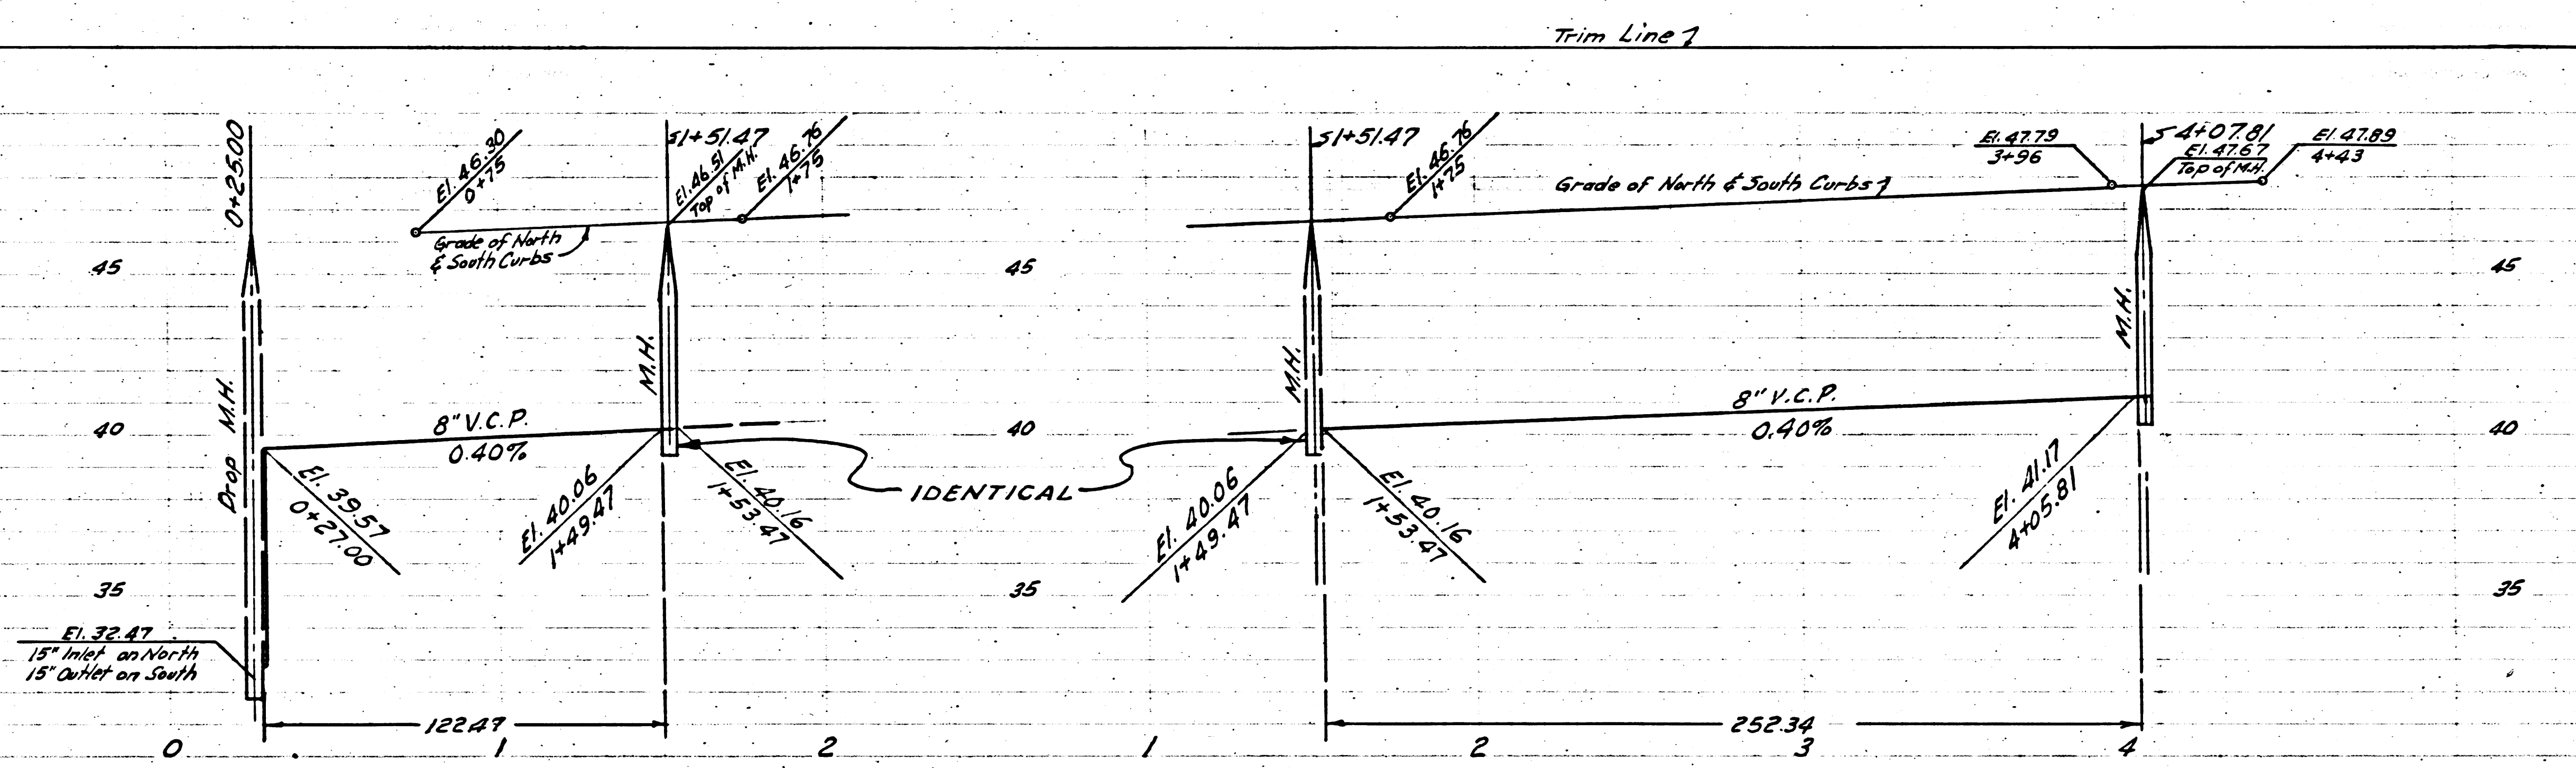 Trim Line
0+25.00
El. 46.30
0+75
1+51.47
El. 46.51
Top of M.H.
El. 46.76
1+75
Grade of North
& South Curbs
1+51.47
El. 46.76
1+75
Grade of North & South Curbs
El. 47.79
3+96
4+07.81
El. 47.67
Top of M.H.
El. 47.89
4+43
45
45
45
Drop M.H.
M.H.
M.H.
M.H.
8" V.C.P.
0.40%
8" V.C.P.
0.40%
40
40
40
El. 39.57
0+27.00
El. 40.06
1+49.47
El. 40.16
1+53.47
IDENTICAL
El. 40.06
1+49.47
El. 40.16
1+53.47
El. 41.17
4+05.81
35
35
35
El. 32.47
15" Inlet on North
15" Outlet on South
122.47
252.34
0 1 2 1 2 3 4